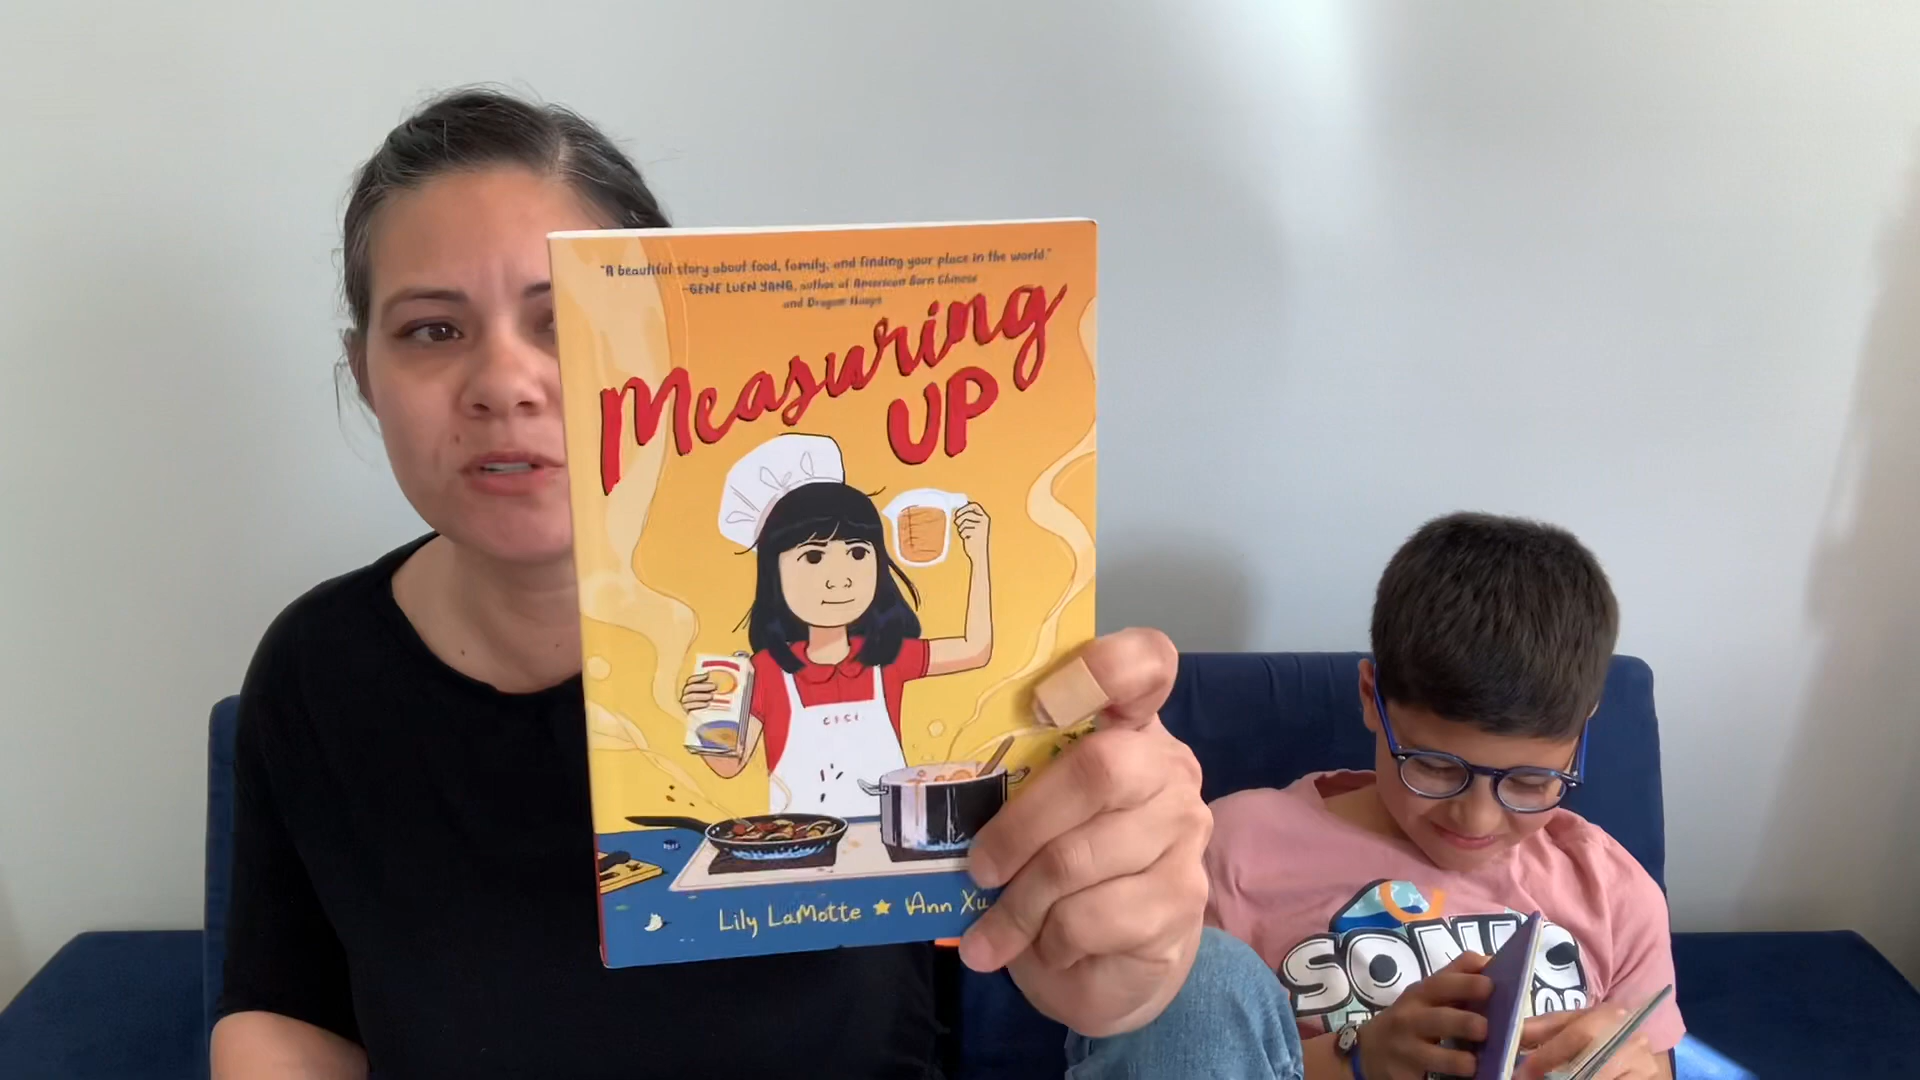 "A beautiful story about food, family, and finding your place in the world."
—GENE LUEN YANG, author of American Born Chinese
and Dragon Hoops
Measuring
UP
CICI
Lily LaMotte ★ Ann Xu
SONIC